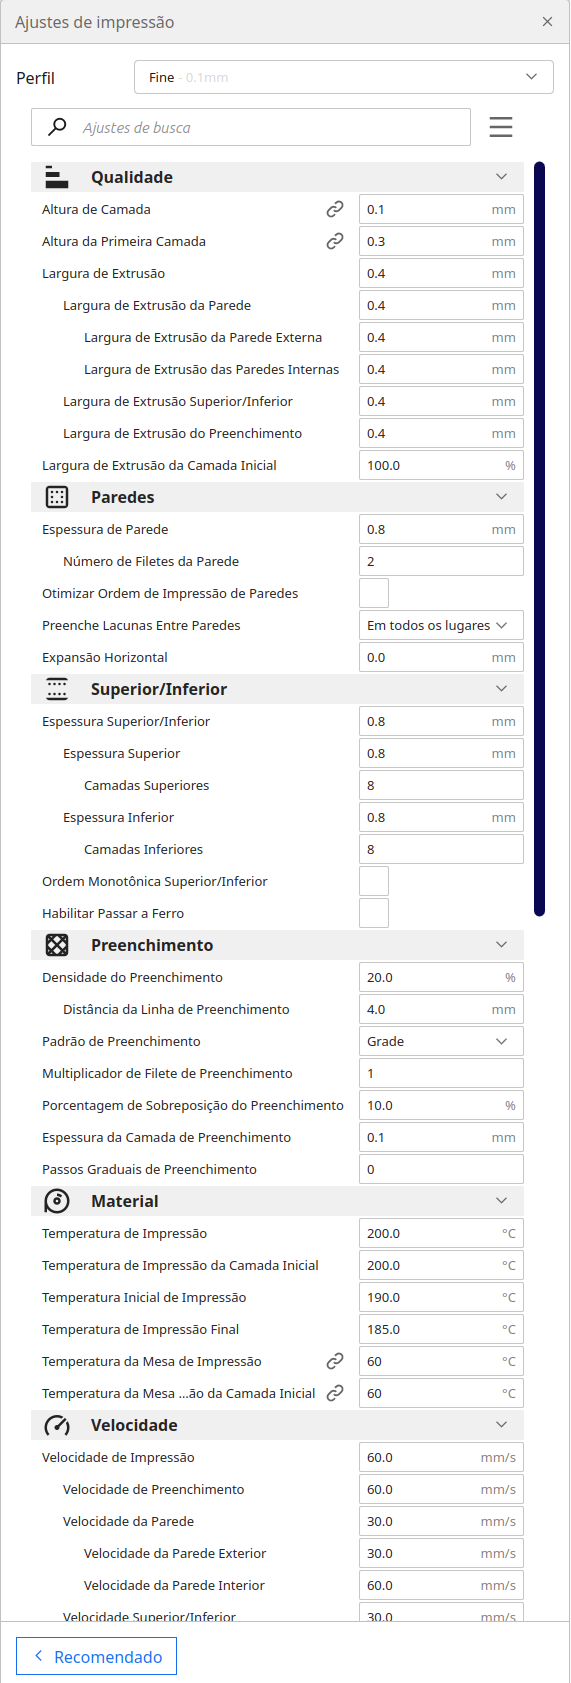 Ajustes de impressão
Perfil
Fine - 0.1mm
Ajustes de busca
Qualidade
Altura de Camada 0.1 mm
Altura da Primeira Camada 0.3 mm
Largura de Extrusão 0.4 mm
Largura de Extrusão da Parede 0.4 mm
Largura de Extrusão da Parede Externa 0.4 mm
Largura de Extrusão das Paredes Internas 0.4 mm
Largura de Extrusão Superior/Inferior 0.4 mm
Largura de Extrusão do Preenchimento 0.4 mm
Largura de Extrusão da Camada Inicial 100.0 %
Paredes
Espessura de Parede 0.8 mm
Número de Filetes da Parede 2
Otimizar Ordem de Impressão de Paredes
Preenche Lacunas Entre Paredes Em todos os lugares
Expansão Horizontal 0.0 mm
Superior/Inferior
Espessura Superior/Inferior 0.8 mm
Espessura Superior 0.8 mm
Camadas Superiores 8
Espessura Inferior 0.8 mm
Camadas Inferiores 8
Ordem Monotônica Superior/Inferior
Habilitar Passar a Ferro
Preenchimento
Densidade do Preenchimento 20.0 %
Distância da Linha de Preenchimento 4.0 mm
Padrão de Preenchimento Grade
Multiplicador de Filete de Preenchimento 1
Porcentagem de Sobreposição do Preenchimento 10.0 %
Espessura da Camada de Preenchimento 0.1 mm
Passos Graduais de Preenchimento 0
Material
Temperatura de Impressão 200.0 °C
Temperatura de Impressão da Camada Inicial 200.0 °C
Temperatura Inicial de Impressão 190.0 °C
Temperatura de Impressão Final 185.0 °C
Temperatura da Mesa de Impressão 60 °C
Temperatura da Mesa ...ão da Camada Inicial 60 °C
Velocidade
Velocidade de Impressão 60.0 mm/s
Velocidade de Preenchimento 60.0 mm/s
Velocidade da Parede 30.0 mm/s
Velocidade da Parede Exterior 30.0 mm/s
Velocidade da Parede Interior 60.0 mm/s
Velocidade Superior/Inferior 30.0 mm/s
Recomendado